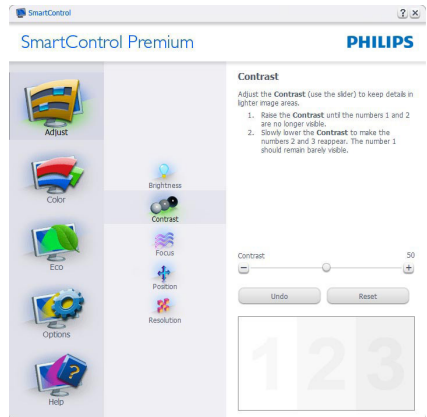 SmartControl
SmartControl Premium
PHILIPS
Adjust
Color
Eco
Options
Help
Brightness
Contrast
Focus
Position
Resolution
Contrast
Adjust the Contrast (use the slider) to keep details in
lighter image areas.
1. Raise the Contrast until the numbers 1 and 2
are no longer visible.
2. Slowly lower the Contrast to make the
numbers 2 and 3 reappear. The number 1
should remain barely visible.
Contrast 50
Undo Reset
1 2 3